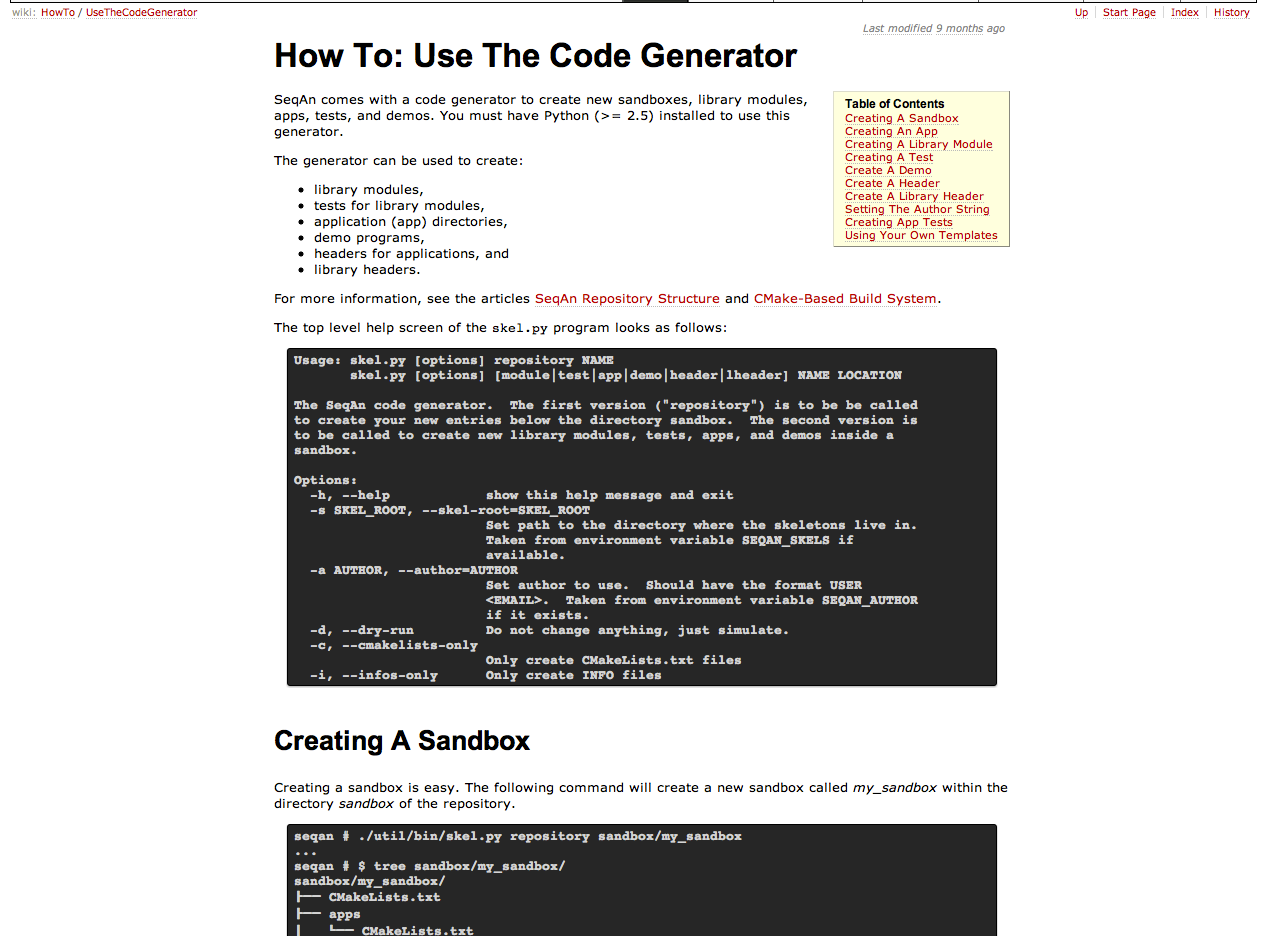 wiki: HowTo / UseTheCodeGenerator
Up Start Page Index History
Last modified 9 months ago
How To: Use The Code Generator
SeqAn comes with a code generator to create new sandboxes, library modules,
apps, tests, and demos. You must have Python (>= 2.5) installed to use this
generator.
Table of Contents
Creating A Sandbox
Creating An App
Creating A Library Module
Creating A Test
Create A Demo
Create A Header
Create A Library Header
Setting The Author String
Creating App Tests
Using Your Own Templates
The generator can be used to create:
• library modules,
• tests for library modules,
• application (app) directories,
• demo programs,
• headers for applications, and
• library headers.
For more information, see the articles SeqAn Repository Structure and CMake-Based Build System.
The top level help screen of the skel.py program looks as follows:
Usage: skel.py [options] repository NAME
       skel.py [options] [module|test|app|demo|header|lheader] NAME LOCATION
The SeqAn code generator.  The first version ("repository") is to be be called
to create your new entries below the directory sandbox.  The second version is
to be called to create new library modules, tests, apps, and demos inside a
sandbox.
Options:
  -h, --help            show this help message and exit
  -s SKEL_ROOT, --skel-root=SKEL_ROOT
                        Set path to the directory where the skeletons live in.
                        Taken from environment variable SEQAN_SKELS if
                        available.
  -a AUTHOR, --author=AUTHOR
                        Set author to use.  Should have the format USER
                        <EMAIL>.  Taken from environment variable SEQAN_AUTHOR
                        if it exists.
  -d, --dry-run         Do not change anything, just simulate.
  -c, --cmakelists-only
                        Only create CMakeLists.txt files
  -i, --infos-only      Only create INFO files
Creating A Sandbox
Creating a sandbox is easy. The following command will create a new sandbox called my_sandbox within the
directory sandbox of the repository.
seqan # ./util/bin/skel.py repository sandbox/my_sandbox
...
seqan # $ tree sandbox/my_sandbox/
sandbox/my_sandbox/
├── CMakeLists.txt
├── apps
│   └── CMakeLists.txt